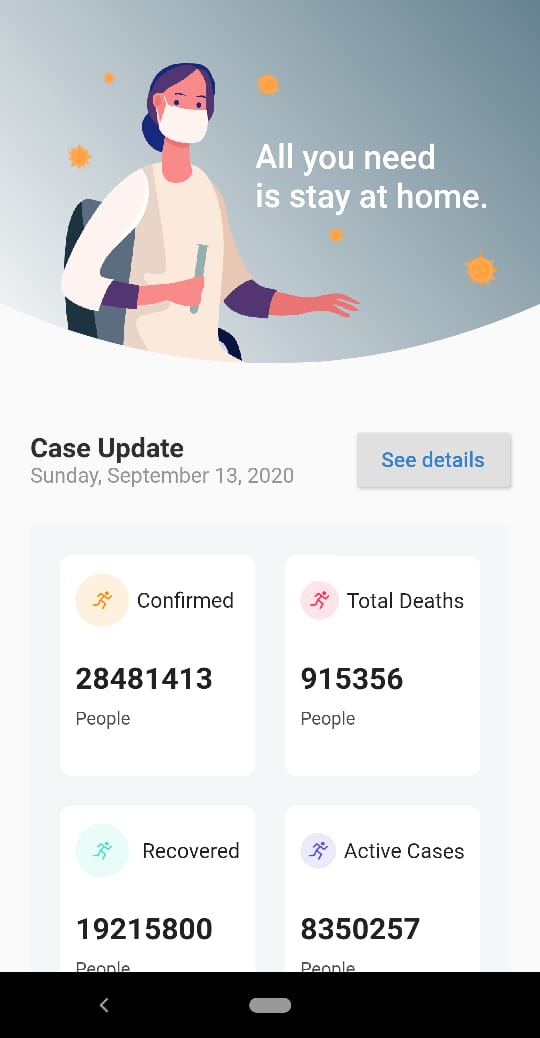 All you need
is stay at home.
Case Update
Sunday, September 13, 2020
See details
Confirmed
28481413
People
Total Deaths
915356
People
Recovered
19215800
People
Active Cases
8350257
People